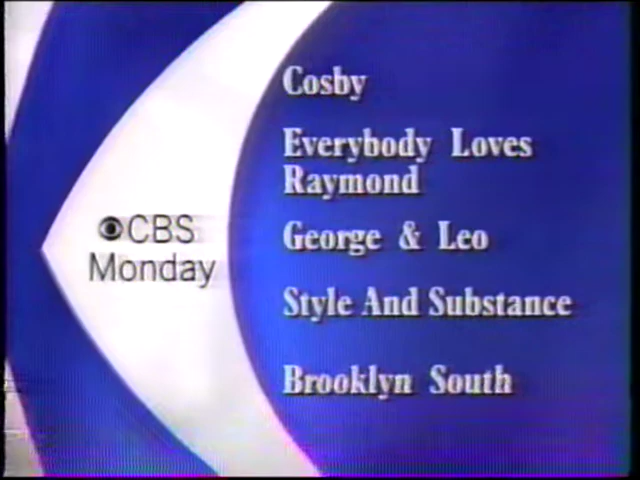 CBS
Monday
Cosby
Everybody Loves
Raymond
George & Leo
Style And Substance
Brooklyn South